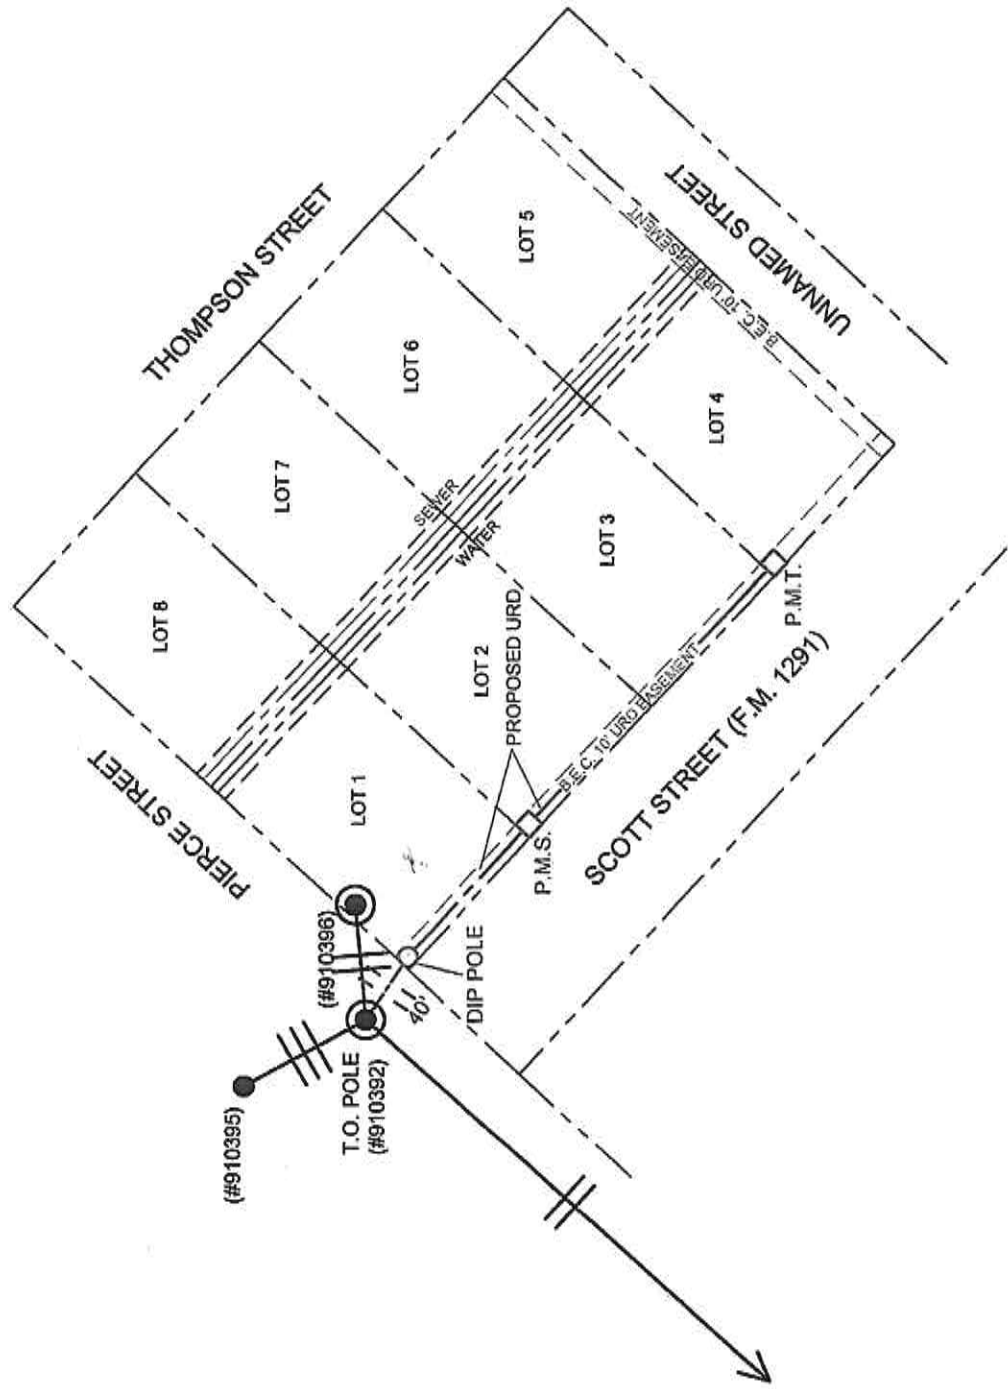 THOMPSON STREET
UNNAMED STREET
PIERCE STREET
SCOTT STREET (F.M. 1291)
LOT 5
LOT 6
LOT 7
LOT 8
LOT 4
LOT 3
LOT 2
LOT 1
SEWER
WATER
B.E.C. 10' URD EASEMENT
B.E.C. 10' URD EASEMENT
PROPOSED URD
P.M.T.
P.M.S.
DIP POLE
40'
(#910396)
T.O. POLE
(#910392)
(#910395)